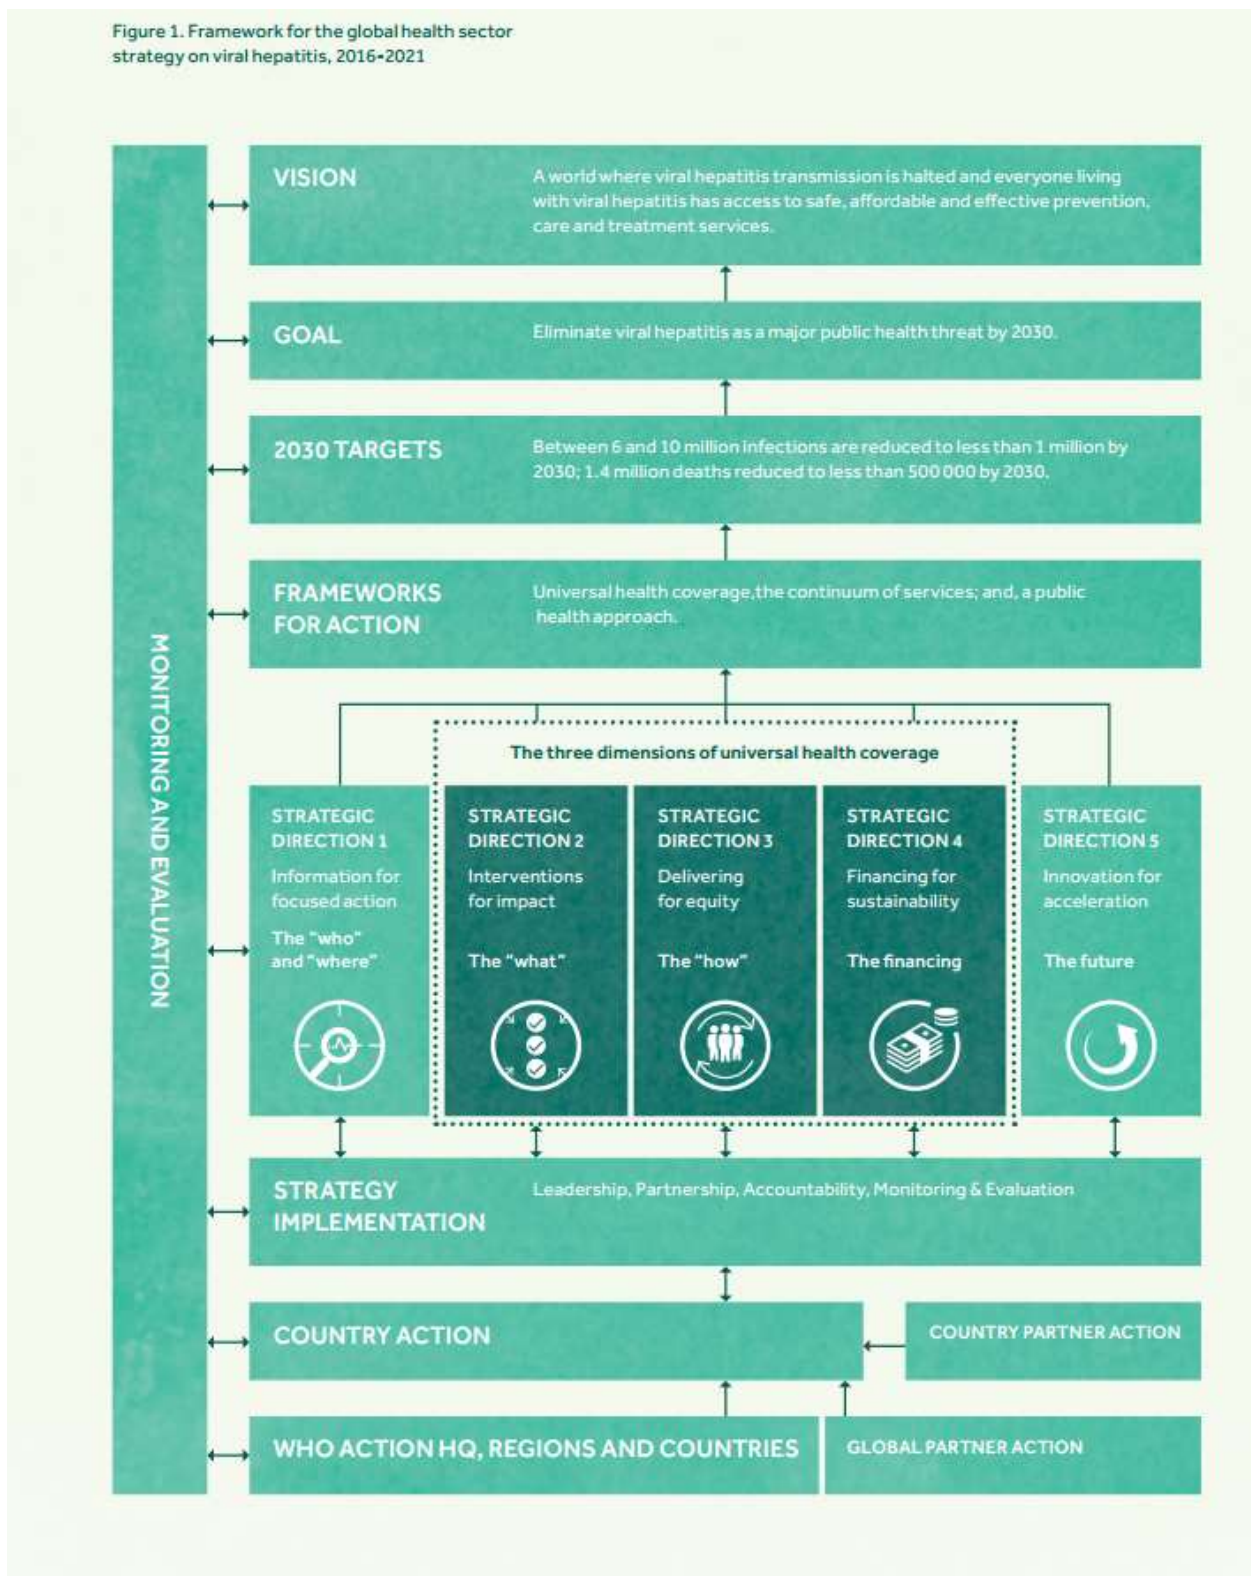 Figure 1. Framework for the global health sector
strategy on viral hepatitis, 2016-2021
MONITORING AND EVALUATION
VISION
A world where viral hepatitis transmission is halted and everyone living
with viral hepatitis has access to safe, affordable and effective prevention,
care and treatment services.
GOAL
Eliminate viral hepatitis as a major public health threat by 2030.
2030 TARGETS
Between 6 and 10 million infections are reduced to less than 1 million by
2030; 1.4 million deaths reduced to less than 500 000 by 2030.
FRAMEWORKS
FOR ACTION
Universal health coverage,the continuum of services; and, a public
health approach.
The three dimensions of universal health coverage
STRATEGIC
DIRECTION 1
Information for
focused action
The "who"
and "where"
STRATEGIC
DIRECTION 2
Interventions
for impact
The "what"
STRATEGIC
DIRECTION 3
Delivering
for equity
The "how"
STRATEGIC
DIRECTION 4
Financing for
sustainability
The financing
STRATEGIC
DIRECTION 5
Innovation for
acceleration
The future
STRATEGY
IMPLEMENTATION
Leadership, Partnership, Accountability, Monitoring & Evaluation
COUNTRY ACTION
COUNTRY PARTNER ACTION
WHO ACTION HQ, REGIONS AND COUNTRIES
GLOBAL PARTNER ACTION